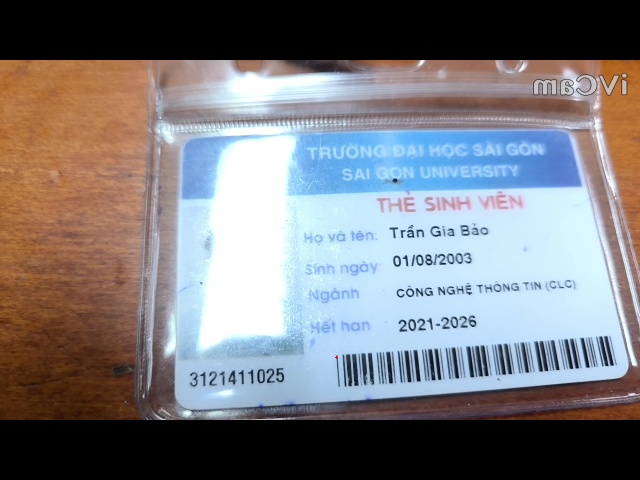 iVCam
TRƯỜNG ĐẠI HỌC SÀI GÒN
SAI GON UNIVERSITY
THẺ SINH VIÊN
Họ và tên: Trần Gia Bảo
Sinh ngày: 01/08/2003
Ngành CÔNG NGHỆ THÔNG TIN (CLC)
Hết hạn 2021-2026
3121411025